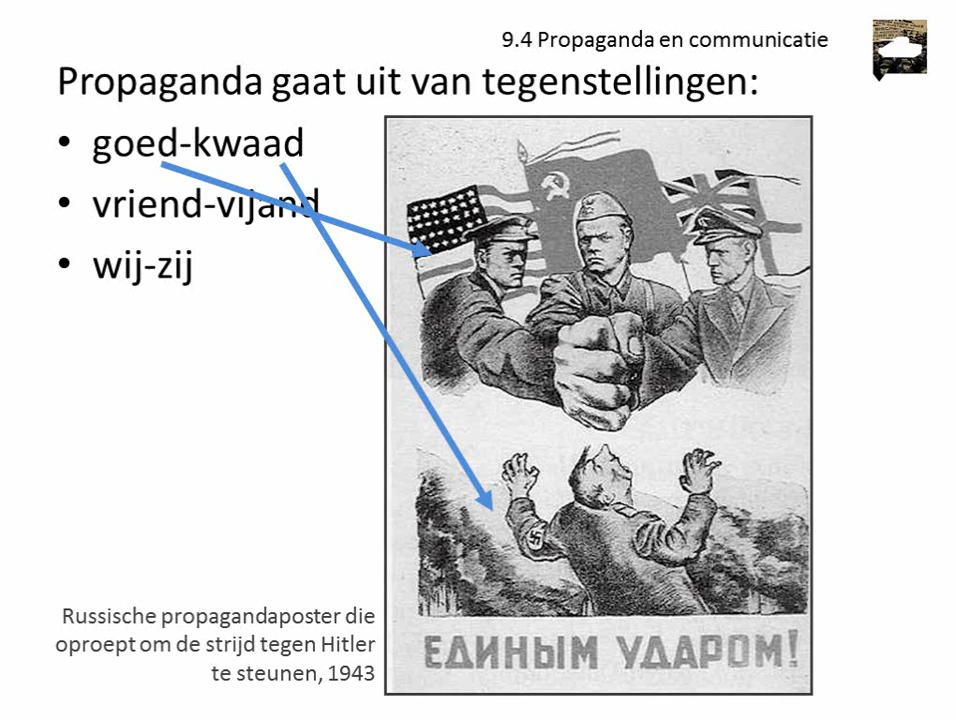 9.4 Propaganda en communicatie
Propaganda gaat uit van tegenstellingen:
• goed-kwaad
• vriend-vijand
• wij-zij
Russische propagandaposter die
oproept om de strijd tegen Hitler
te steunen, 1943
ЕДИНЫМ УДАРОМ!